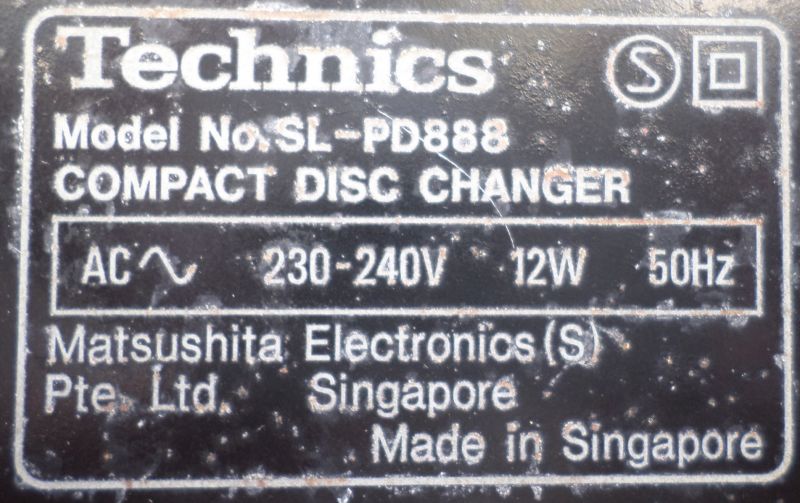 Technics S
Model No. SL-PD888
COMPACT DISC CHANGER
AC 230-240V 12W 50Hz
Matsushita Electronics (S)
Pte. Ltd. Singapore
Made in Singapore